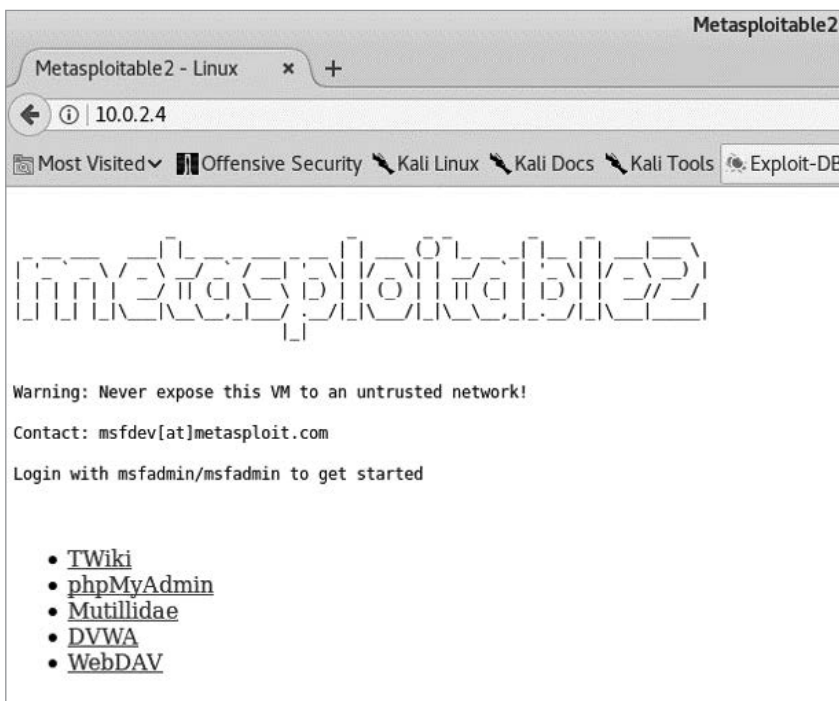 Metasploitable2
Metasploitable2 - Linux × +
10.0.2.4
Most Visited Offensive Security Kali Linux Kali Docs Kali Tools Exploit-DB
metasploitable2
Warning: Never expose this VM to an untrusted network!
Contact: msfdev[at]metasploit.com
Login with msfadmin/msfadmin to get started
• TWiki
• phpMyAdmin
• Mutillidae
• DVWA
• WebDAV